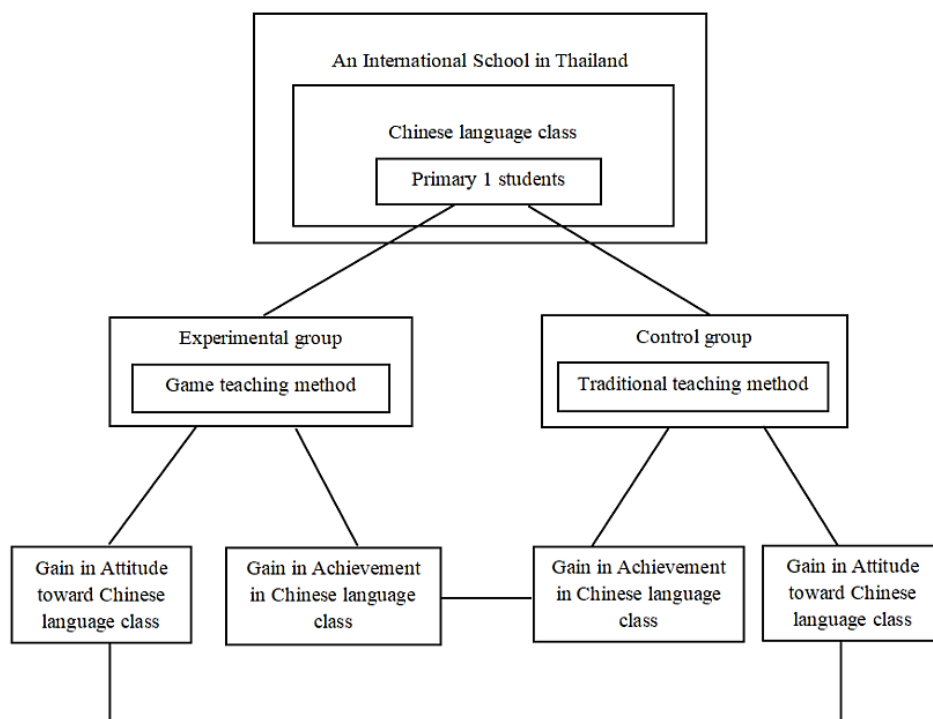 An International School in Thailand
Chinese language class
Primary 1 students
Experimental group
Game teaching method
Control group
Traditional teaching method
Gain in Attitude
toward Chinese
language class
Gain in Achievement
in Chinese language
class
Gain in Achievement
in Chinese language
class
Gain in Attitude
toward Chinese
language class